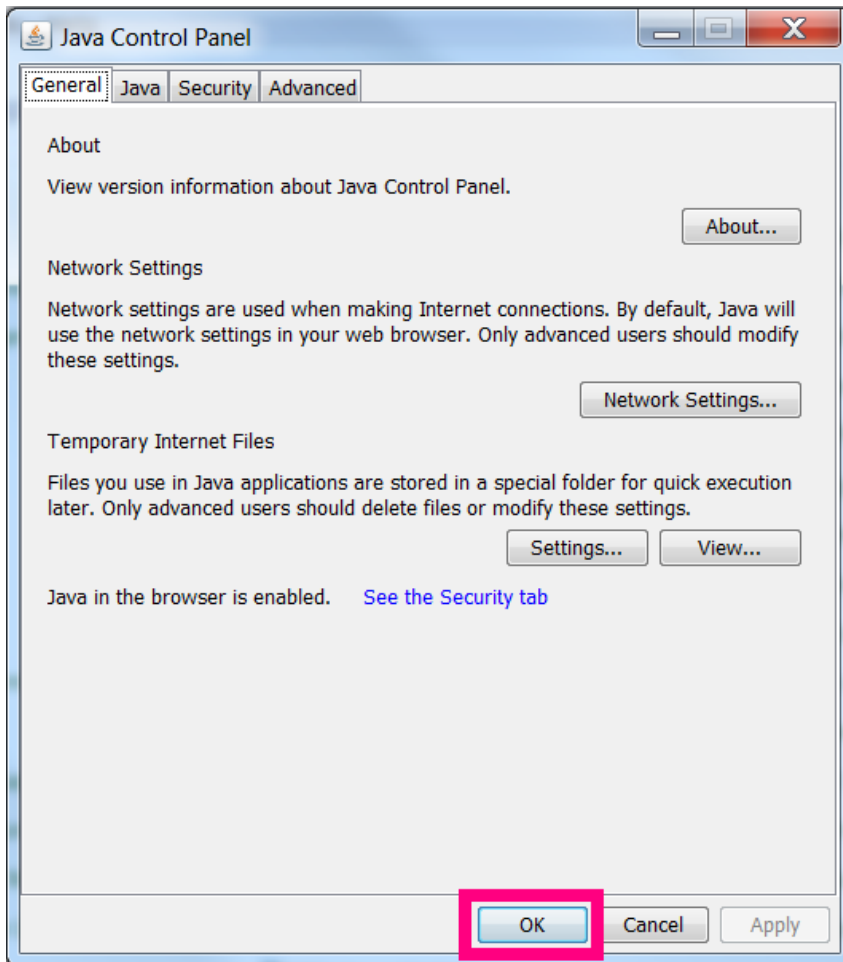 Java Control Panel
General Java Security Advanced
About
View version information about Java Control Panel.
About...
Network Settings
Network settings are used when making Internet connections. By default, Java will
use the network settings in your web browser. Only advanced users should modify
these settings.
Network Settings...
Temporary Internet Files
Files you use in Java applications are stored in a special folder for quick execution
later. Only advanced users should delete files or modify these settings.
Settings... View...
Java in the browser is enabled. See the Security tab
OK Cancel Apply